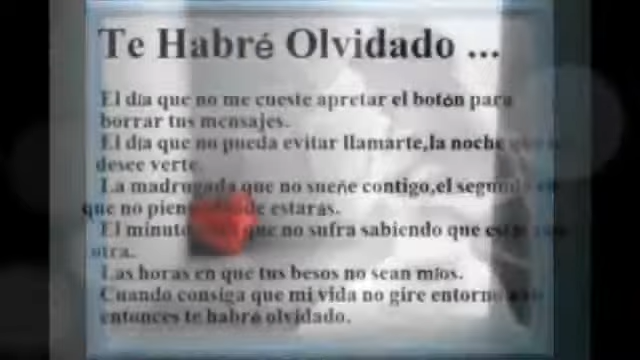 Te Habré Olvidado ...
El día que no me cueste apretar el botón para
borrar tus mensajes.
El día que no pueda evitar llamarte,la noche
desee verte.
La madrugada que no sueñe contigo,el segundo
que no de estarás.
El minuto que no sufra sabiendo que
otra.
Las horas en que tus besos no sean míos.
Cuando consiga que mi vida no gire entorno
entonces te habré olvidado.